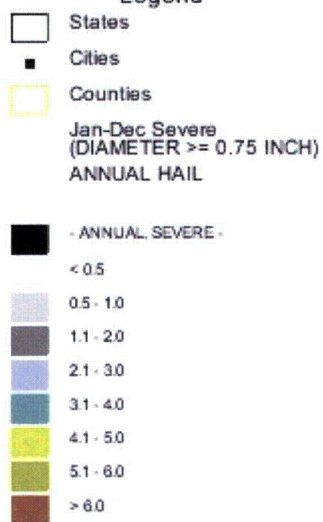 Legend
States
Cities
Counties
Jan-Dec Severe
(DIAMETER >= 0.75 INCH)
ANNUAL HAIL
- ANNUAL, SEVERE -
< 0.5
0.5 - 1.0
1.1 - 2.0
2.1 - 3.0
3.1 - 4.0
4.1 - 5.0
5.1 - 6.0
> 6.0